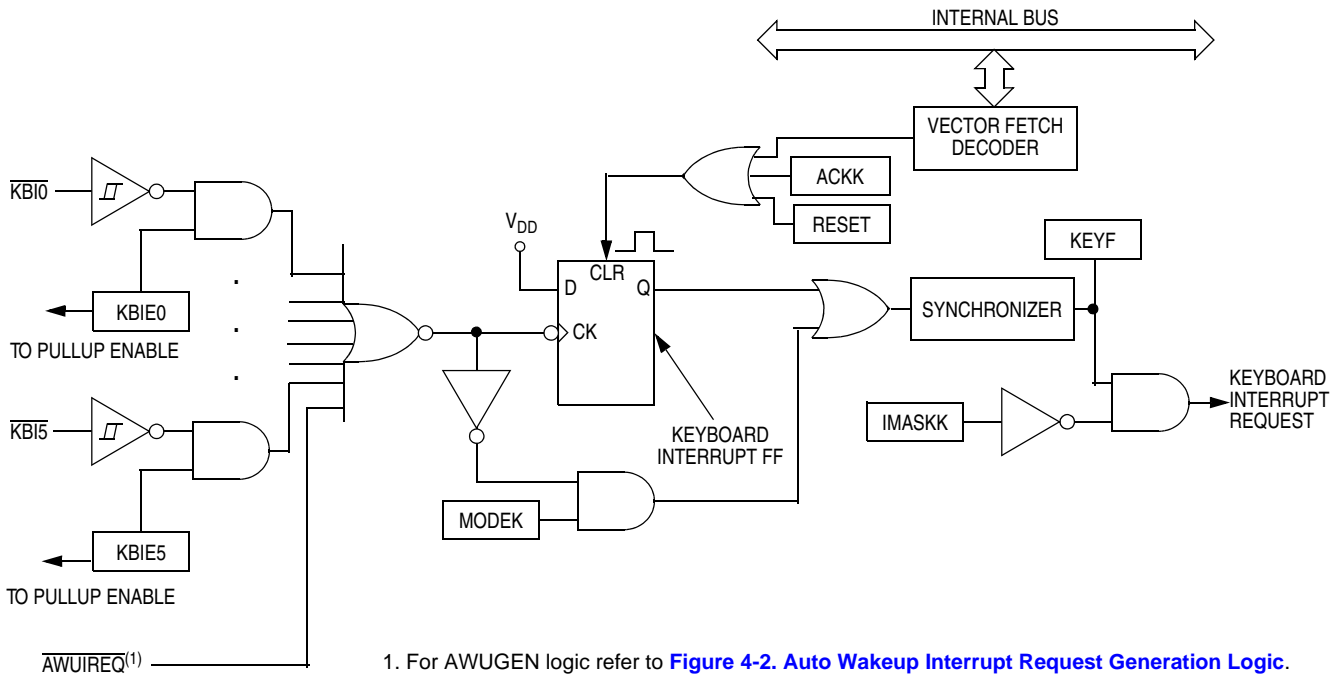 INTERNAL BUS
VECTOR FETCH
DECODER
ACKK
RESET
KBI0
VDD
KEYF
CLR
D
Q
CK
KBIE0
TO PULLUP ENABLE
SYNCHRONIZER
KBI5
KEYBOARD
INTERRUPT FF
IMASKK
KEYBOARD
INTERRUPT
REQUEST
MODEK
KBIE5
TO PULLUP ENABLE
AWUIREQ(1)
1. For AWUGEN logic refer to Figure 4-2. Auto Wakeup Interrupt Request Generation Logic.